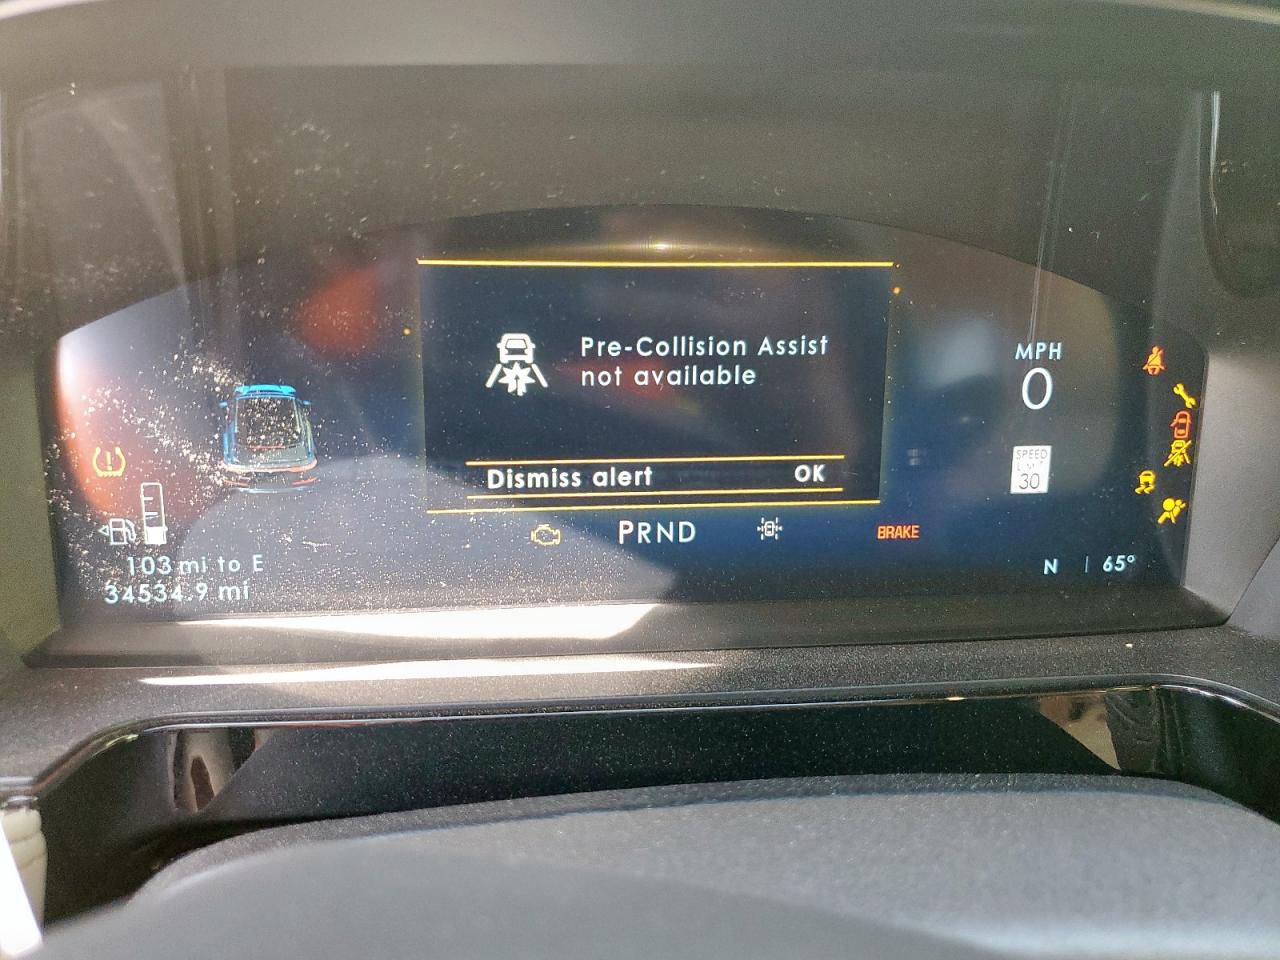 Pre-Collision Assist
not available
Dismiss alert OK
MPH
0
SPEED
LIMIT
30
PRND
BRAKE
103 mi to E
34534.9 mi
N 65°